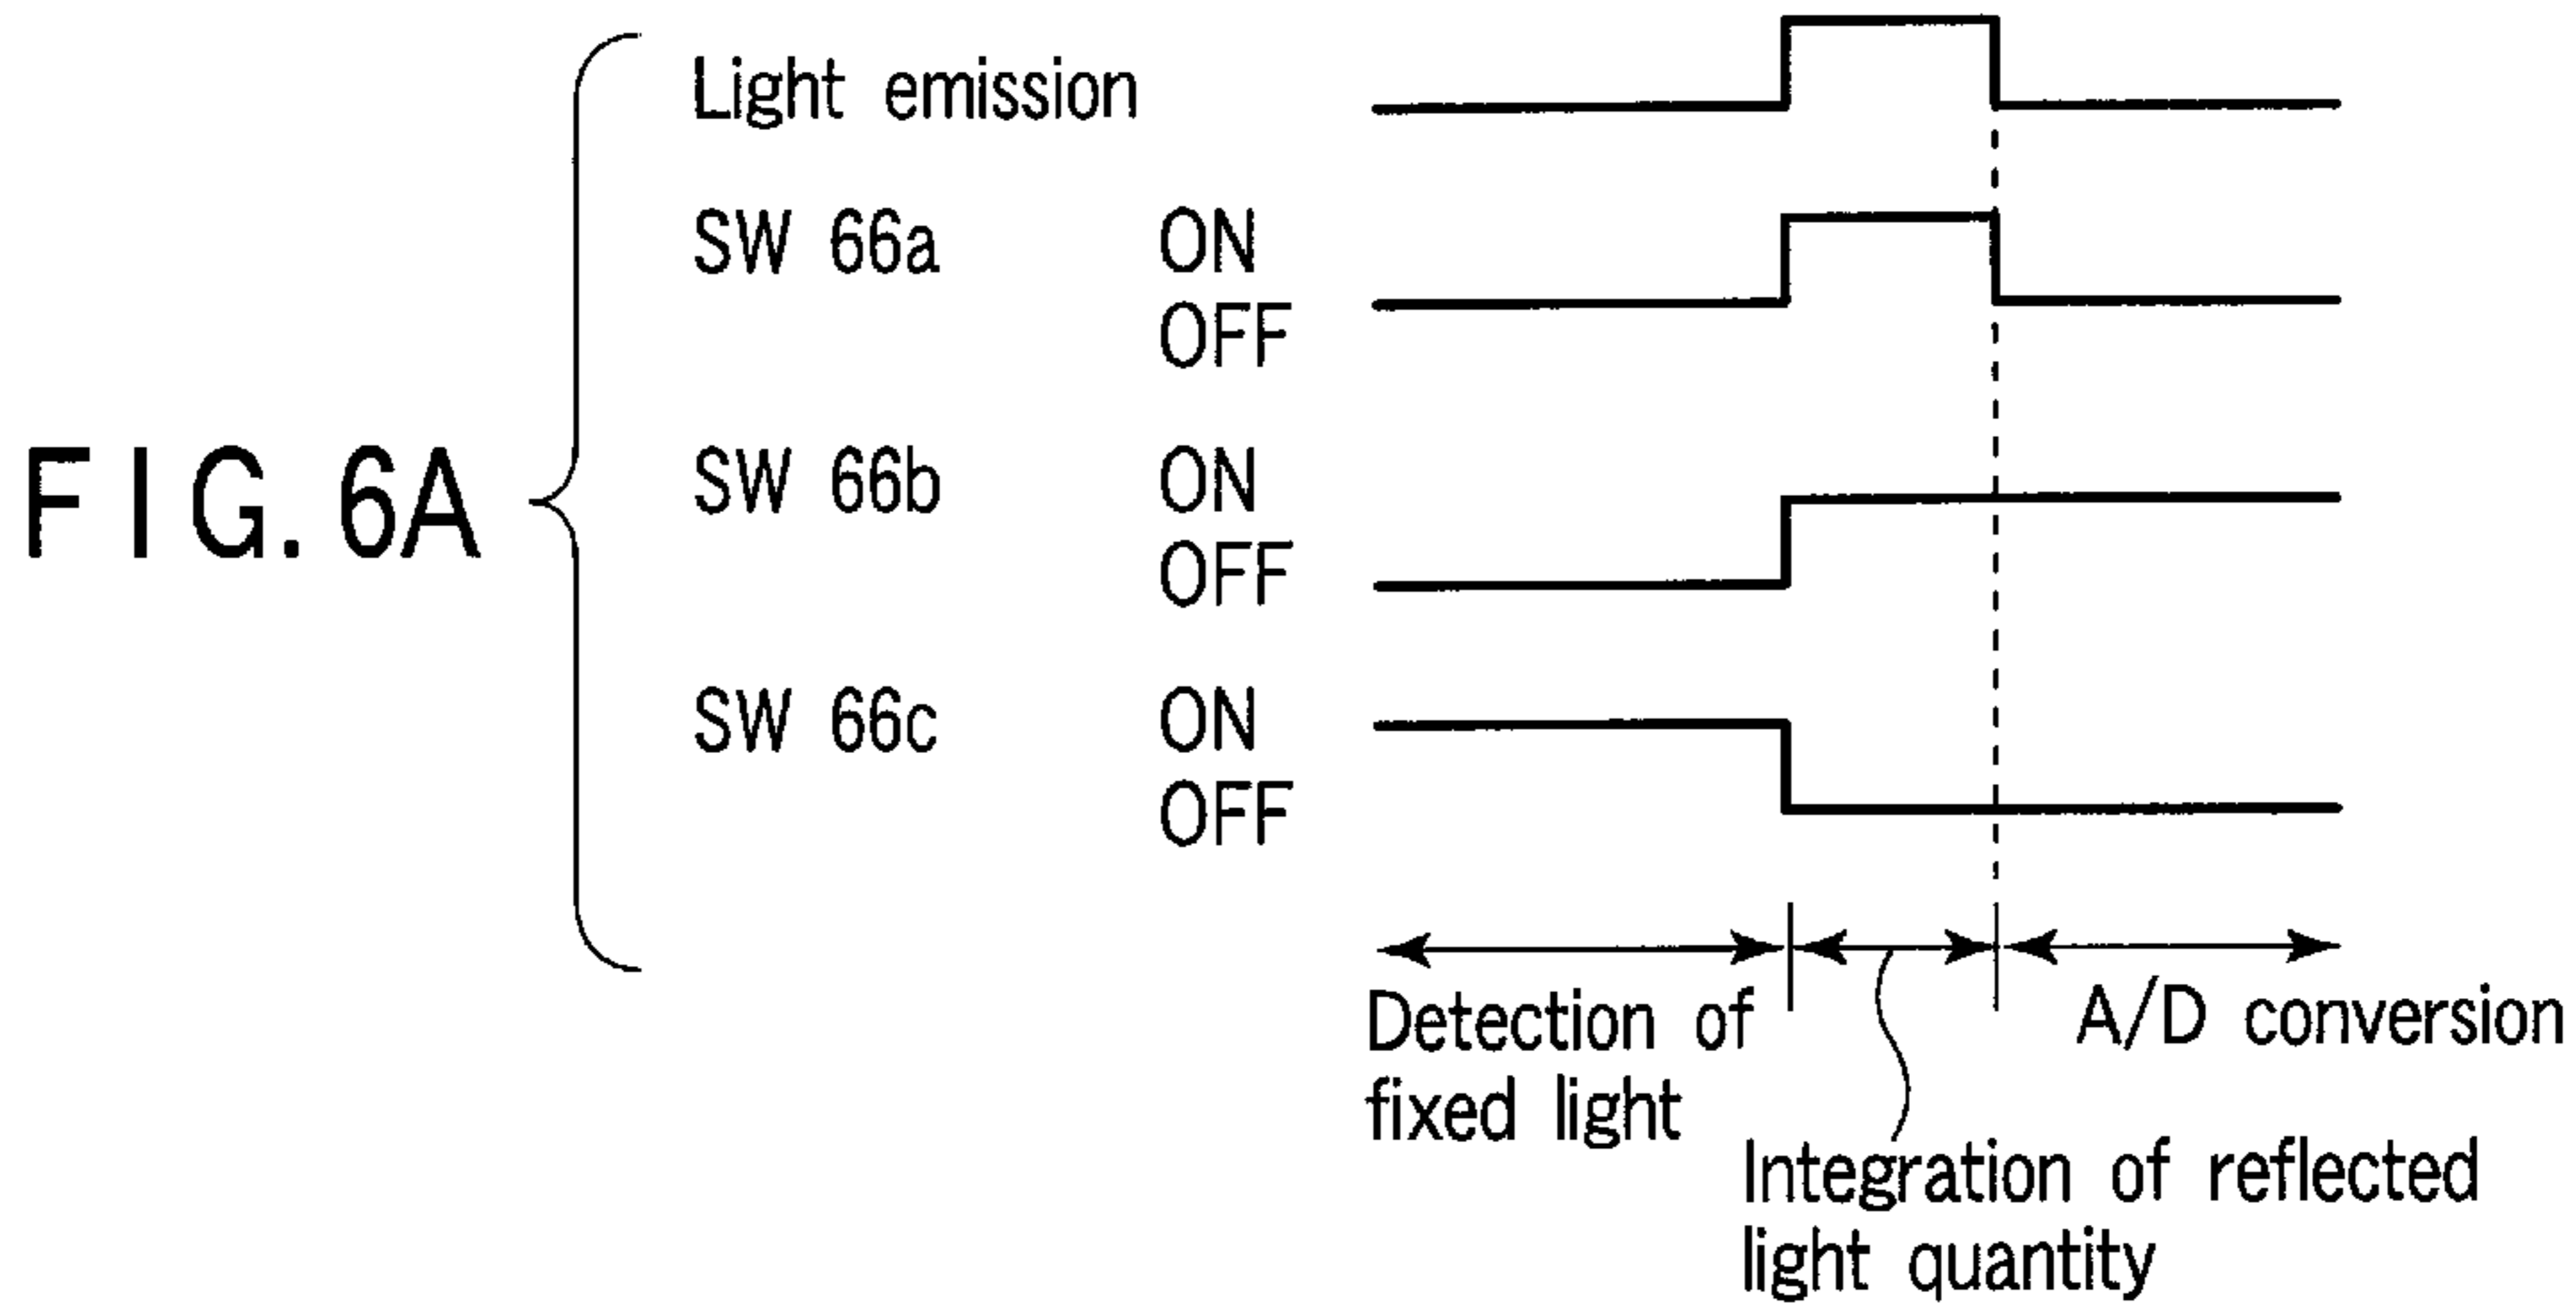 FIG. 6A
Light emission
SW 66a ON
OFF
SW 66b ON
OFF
SW 66c ON
OFF
Detection of
fixed light
Integration of reflected
light quantity
A/D conversion